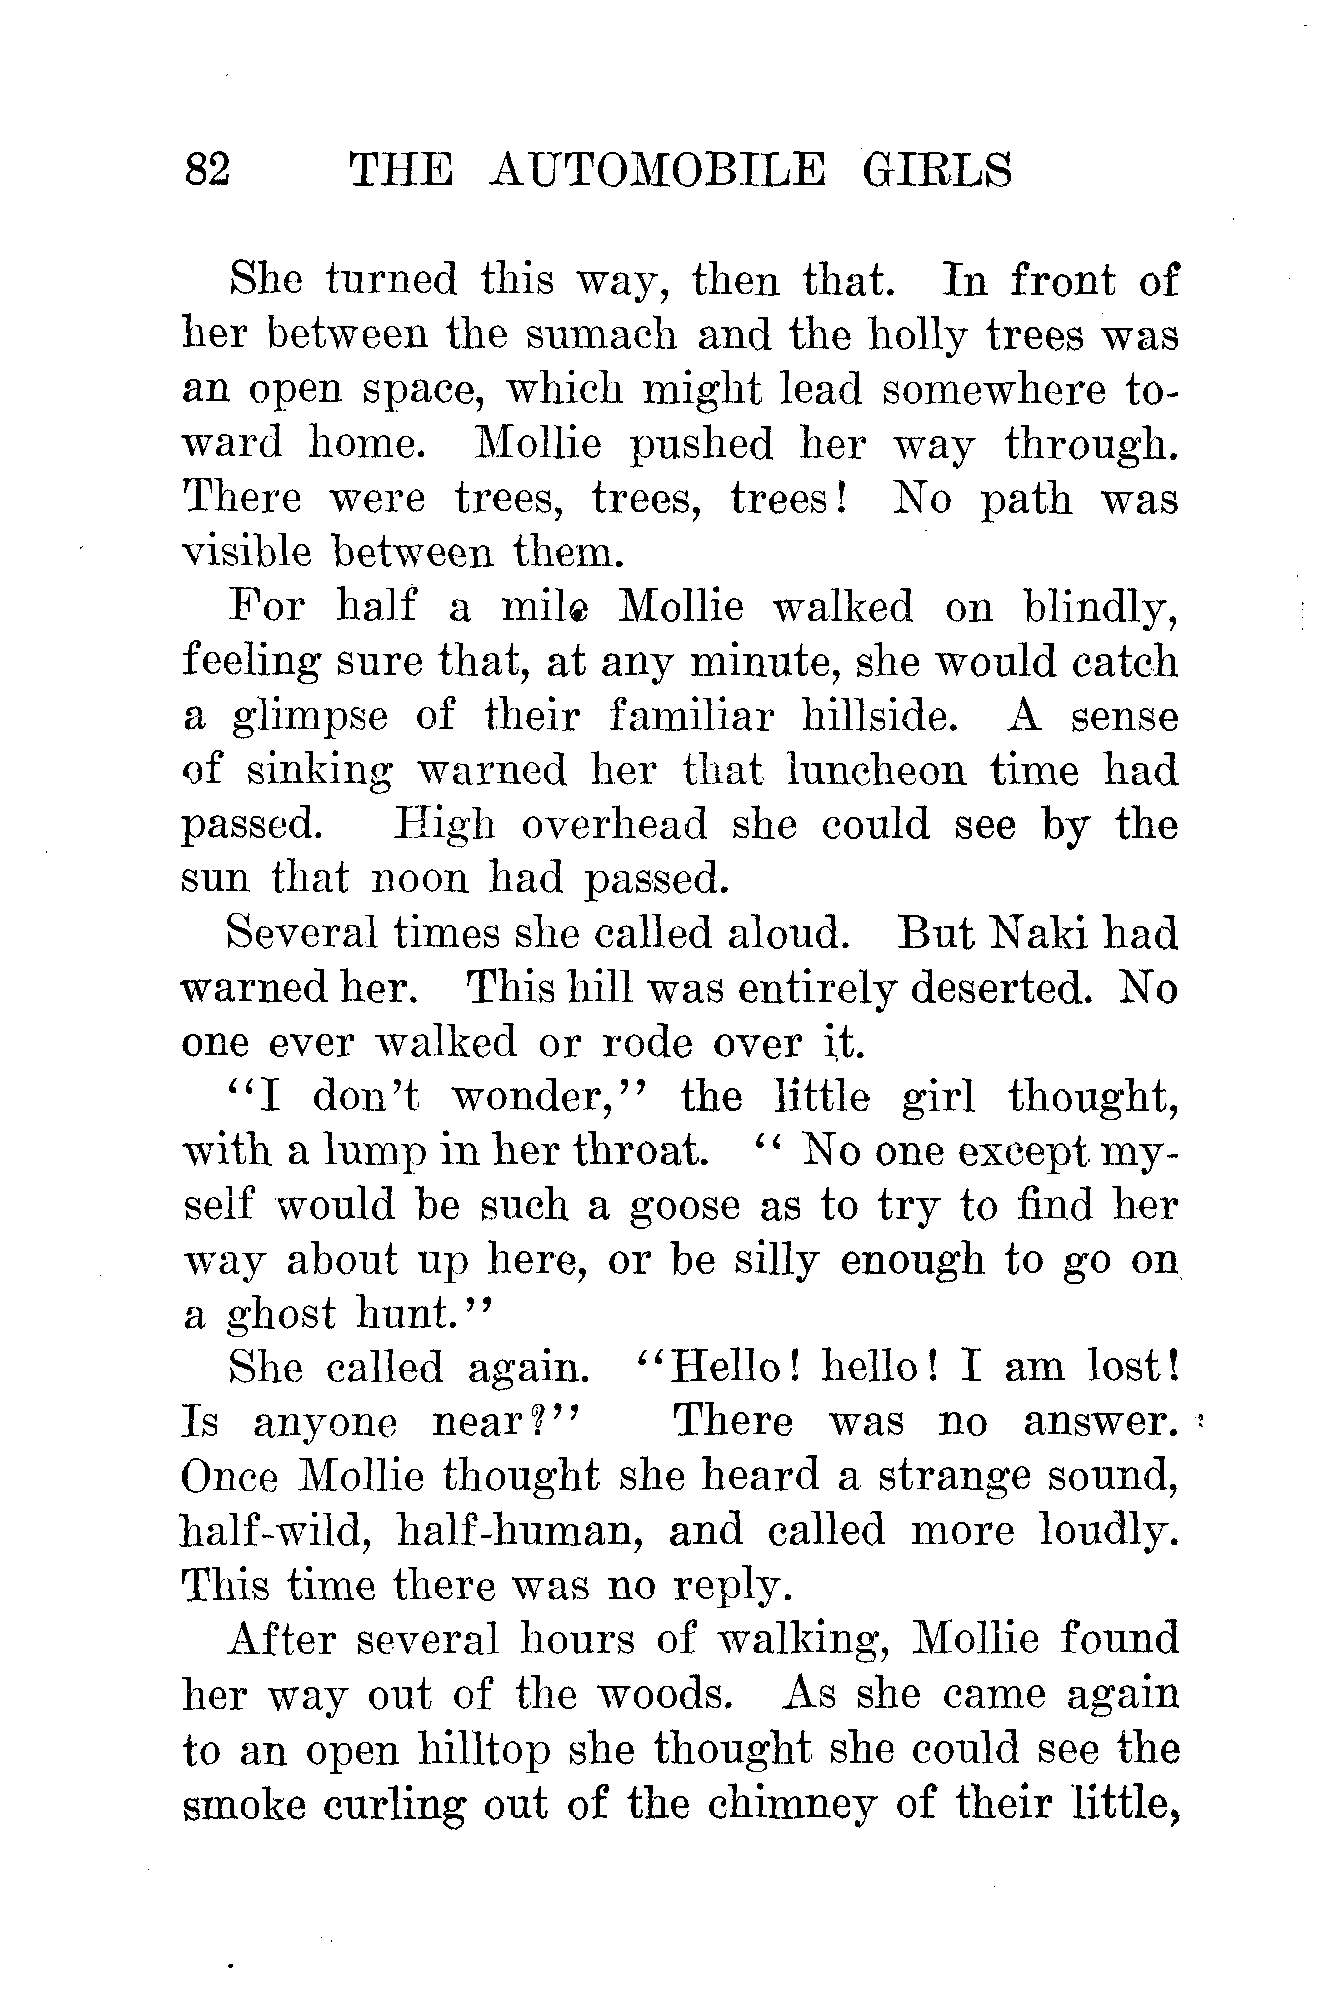 82 THE AUTOMOBILE GIRLS
She turned this way, then that. In front of
her between the sumach and the holly trees was
an open space, which might lead somewhere to-
ward home. Mollie pushed her way through.
There were trees, trees, trees! No path was
visible between them.
For half a mile Mollie walked on blindly,
feeling sure that, at any minute, she would catch
a glimpse of their familiar hillside. A sense
of sinking warned her that luncheon time had
passed. High overhead she could see by the
sun that noon had passed.
Several times she called aloud. But Naki had
warned her. This hill was entirely deserted. No
one ever walked or rode over it.
"I don't wonder," the little girl thought,
with a lump in her throat. " No one except my-
self would be such a goose as to try to find her
way about up here, or be silly enough to go on
a ghost hunt."
She called again. "Hello! hello! I am lost!
Is anyone near?" There was no answer.
Once Mollie thought she heard a strange sound,
half-wild, half-human, and called more loudly.
This time there was no reply.
After several hours of walking, Mollie found
her way out of the woods. As she came again
to an open hilltop she thought she could see the
smoke curling out of the chimney of their little,